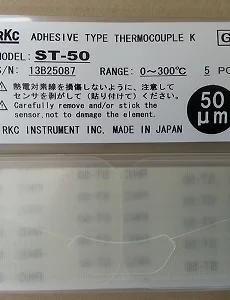 RKC ADHESIVE TYPE THERMOCOUPLE K G
MODEL: ST-50
S/N: 13B25087 RANGE: 0〜300℃ 5 PC
熱電対素線を損傷しないように、注意して
センサを剥がして(貼り付けて)ください。
Carefully remove and/or stick the
sensor, not to damage the element.
50 μm
RKC INSTRUMENT INC. MADE IN JAPAN